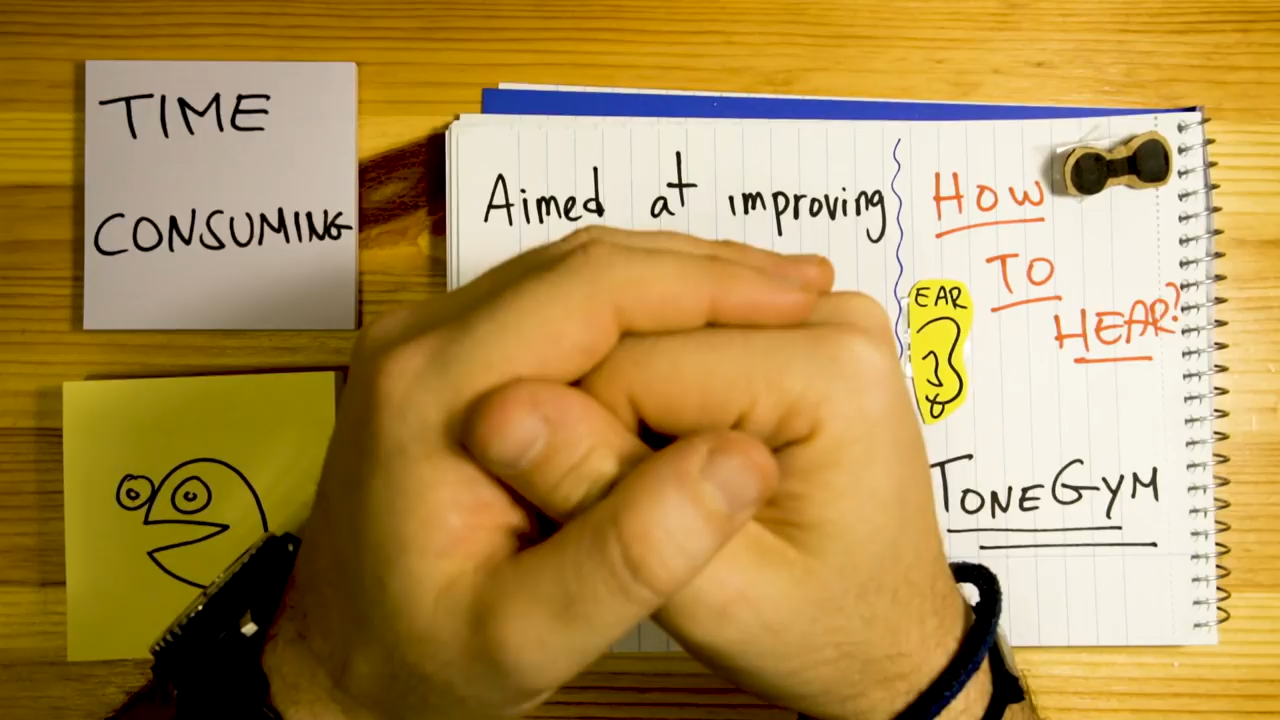 TIME
CONSUMING
Aimed at improving
HOW
TO
HEAR?
EAR
TONEGYM